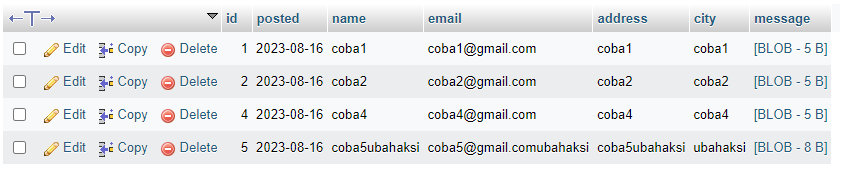 id posted name email address city message
Edit Copy Delete 1 2023-08-16 coba1 coba1@gmail.com coba1 coba1 [BLOB - 5 B]
Edit Copy Delete 2 2023-08-16 coba2 coba2@gmail.com coba2 coba2 [BLOB - 5 B]
Edit Copy Delete 4 2023-08-16 coba4 coba4@gmail.com coba4 coba4 [BLOB - 5 B]
Edit Copy Delete 5 2023-08-16 coba5ubahaksi coba5@gmail.comubahaksi coba5ubahaksi ubahaksi [BLOB - 8 B]